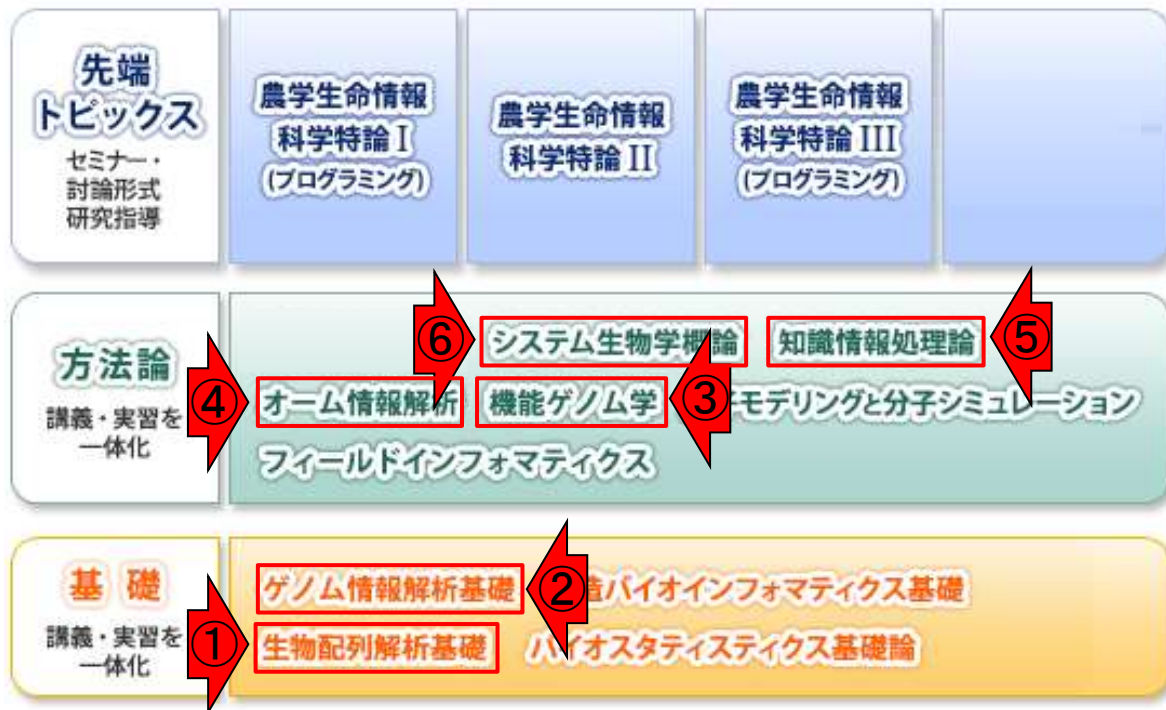 先端
トピックス
セミナー・
討論形式
研究指導
農学生命情報
科学特論 I
(プログラミング)
農学生命情報
科学特論 II
農学生命情報
科学特論 III
(プログラミング)
方法論
講義・実習を
一体化
⑥ システム生物学概論 知識情報処理論 ⑤
④ オーム情報解析 機能ゲノム学 ③ モデリングと分子シミュレーション
フィールドインフォマティクス
基礎
講義・実習を
一体化
ゲノム情報解析基礎 ② 造バイオインフォマティクス基礎
① 生物配列解析基礎 バイオスタティスティクス基礎論